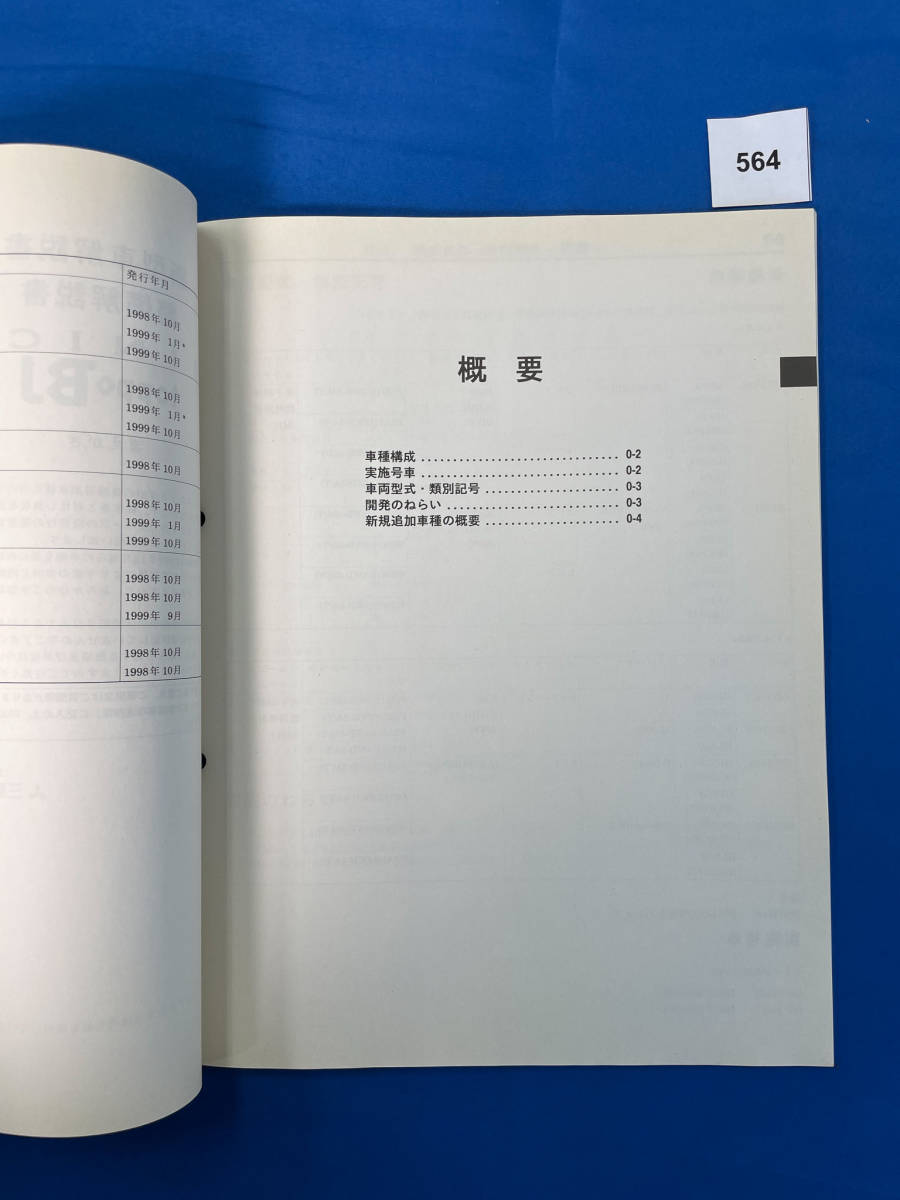 564
発行年月
1998年10月
1999年 1月*
1999年10月
1998年10月
1999年 1月*
1999年10月
1998年10月
1998年10月
1999年 1月
1999年10月
1998年10月
1998年10月
1999年 9月
1998年10月
1998年10月
概 要
車種構成 ................................ 0-2
実施号車 ................................ 0-2
車両型式・類別記号 ...................... 0-3
開発のねらい ............................ 0-3
新規追加車種の概要 ...................... 0-4